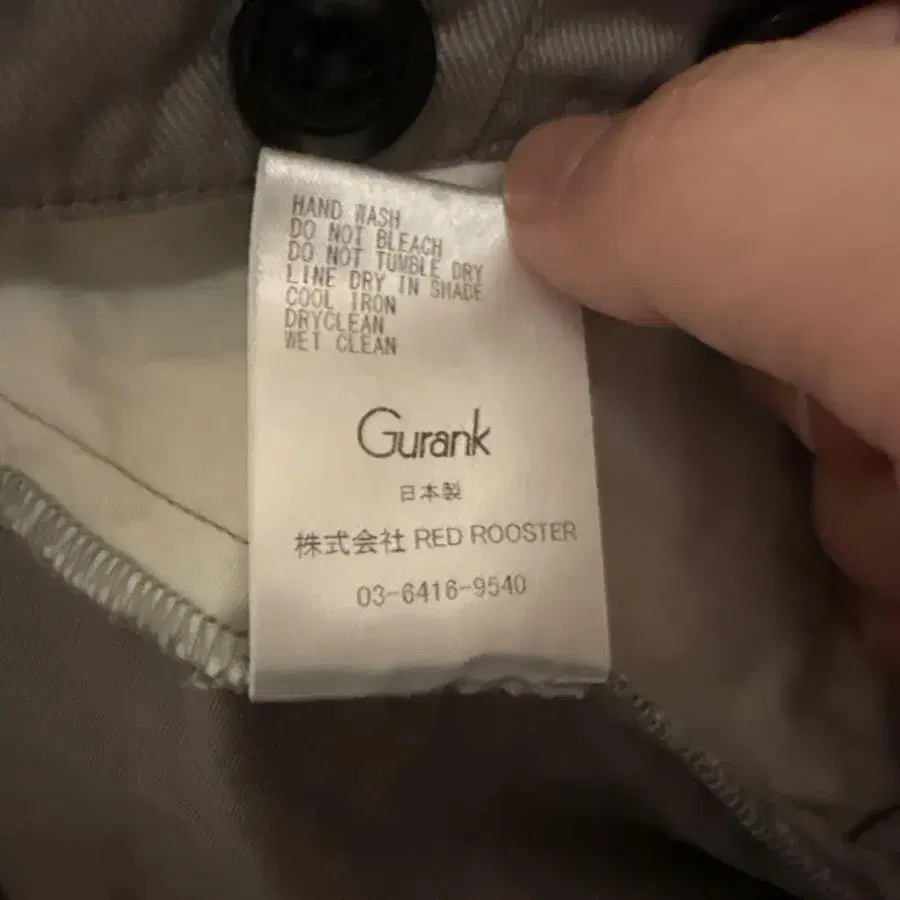 HAND WASH
DO NOT BLEACH
DO NOT TUMBLE DRY
LINE DRY IN SHADE
COOL IRON
DRYCLEAN
WET CLEAN
Gurank
日本製
株式会社 RED ROOSTER
03-6416-9540